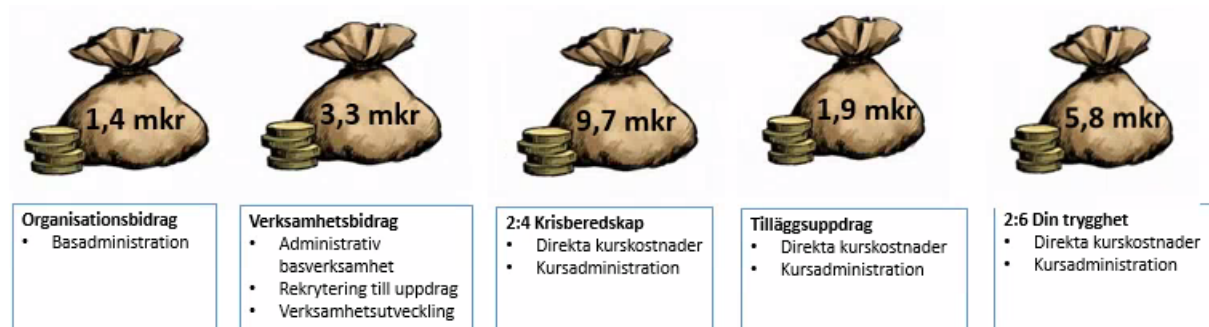 1,4 mkr
3,3 mkr
9,7 mkr
1,9 mkr
5,8 mkr
Organisationsbidrag
• Basadministration
Verksamhetsbidrag
• Administrativ
basverksamhet
• Rekrytering till uppdrag
• Verksamhetsutveckling
2:4 Krisberedskap
• Direkta kurskostnader
• Kursadministration
Tilläggsuppdrag
• Direkta kurskostnader
• Kursadministration
2:6 Din trygghet
• Direkta kurskostnader
• Kursadministration